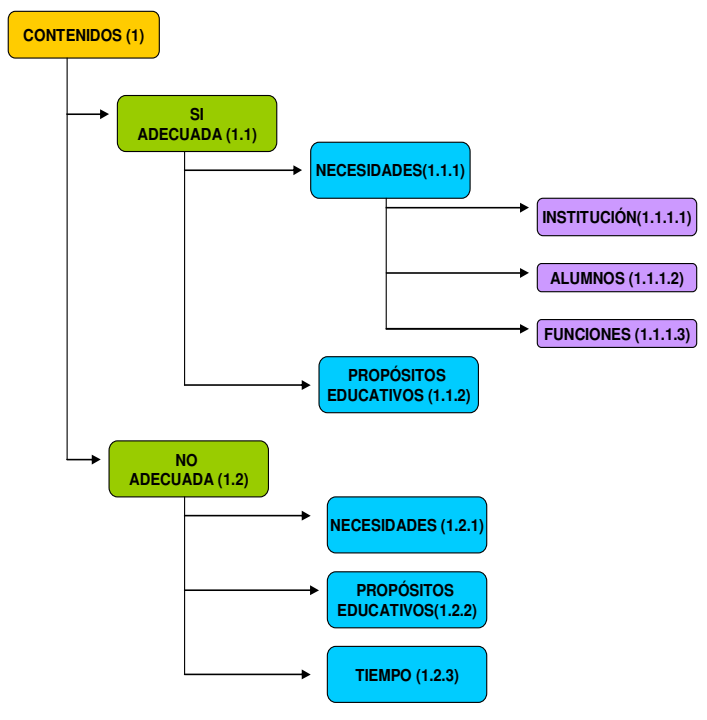 CONTENIDOS (1)
SI
ADECUADA (1.1)
NECESIDADES(1.1.1)
INSTITUCIÓN(1.1.1.1)
ALUMNOS (1.1.1.2)
FUNCIONES (1.1.1.3)
PROPÓSITOS
EDUCATIVOS (1.1.2)
NO
ADECUADA (1.2)
NECESIDADES (1.2.1)
PROPÓSITOS
EDUCATIVOS(1.2.2)
TIEMPO (1.2.3)